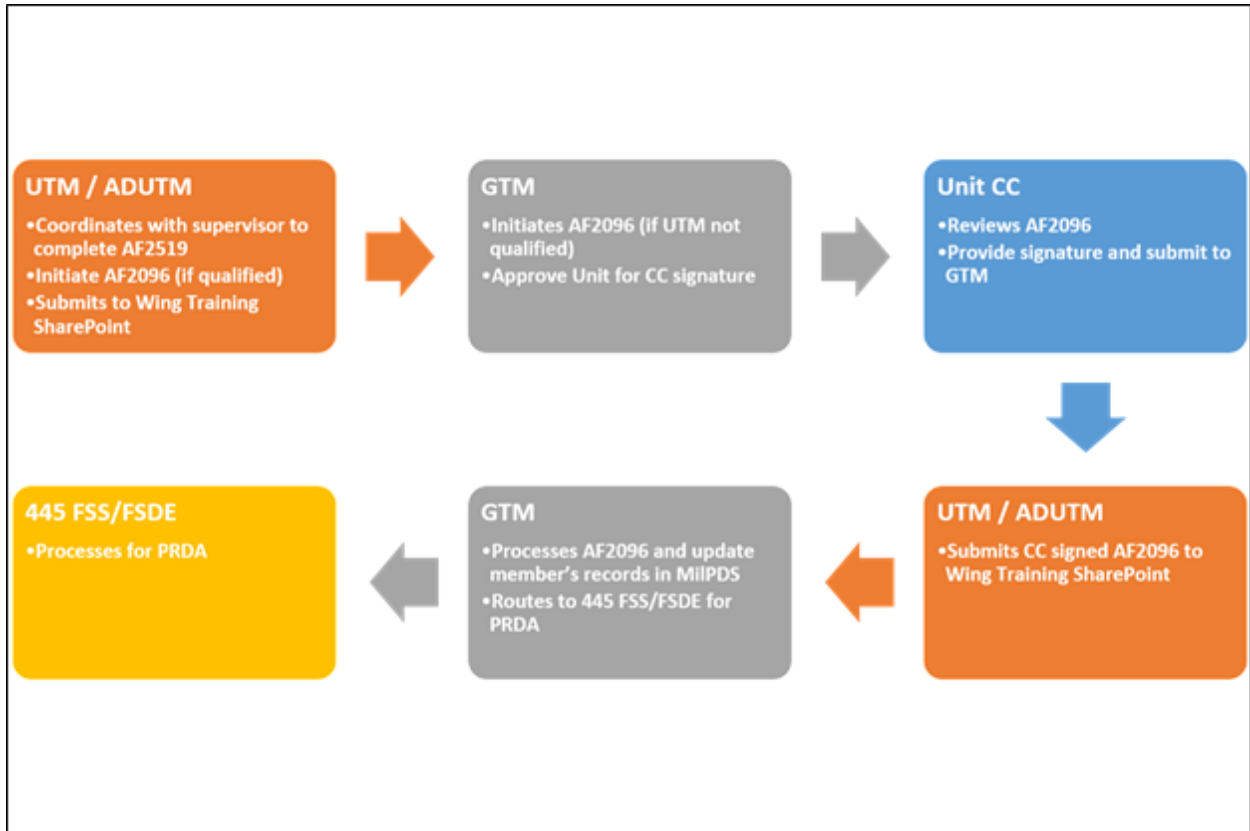 UTM / ADUTM
•Coordinates with supervisor to
complete AF2519
•Initiate AF2096 (if qualified)
•Submits to Wing Training
SharePoint
GTM
•Initiates AF2096 (if UTM not
qualified)
•Approve Unit for CC signature
Unit CC
•Reviews AF2096
•Provide signature and submit to
GTM
UTM / ADUTM
•Submits CC signed AF2096 to
Wing Training SharePoint
GTM
•Processes AF2096 and update
member's records in MilPDS
•Routes to 445 FSS/FSDE for
PRDA
445 FSS/FSDE
•Processes for PRDA